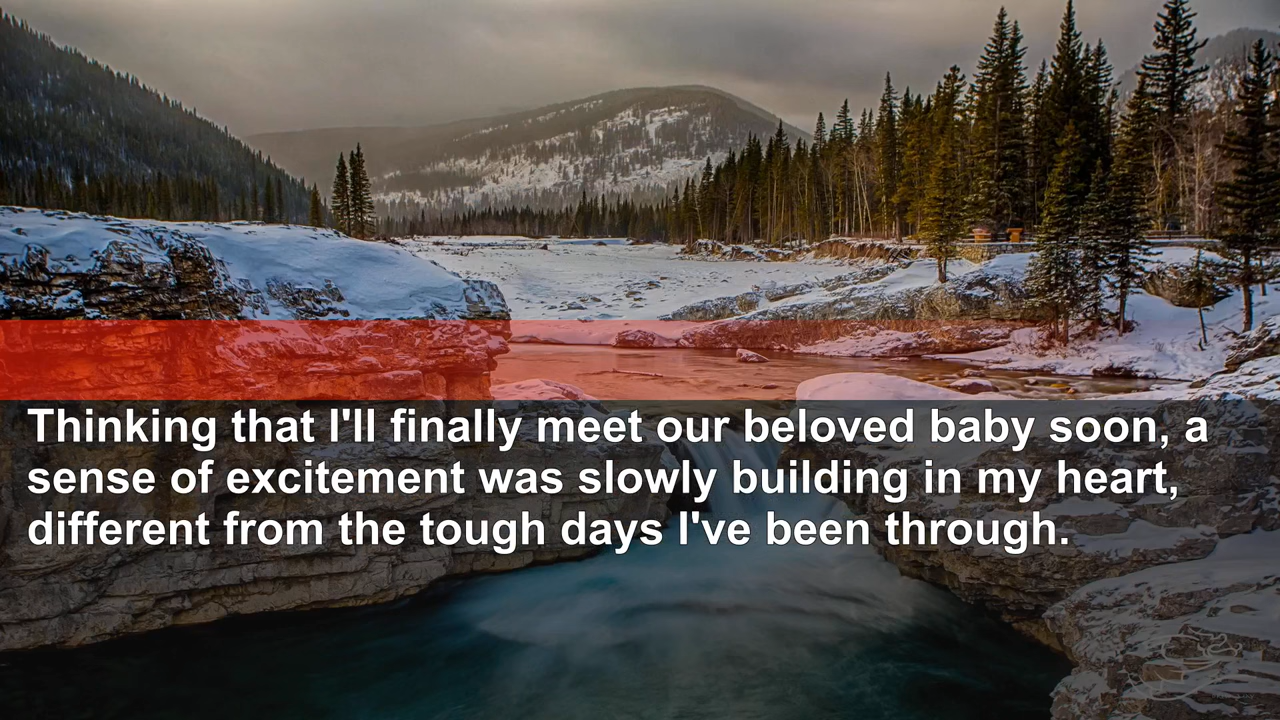 Thinking that I'll finally meet our beloved baby soon, a
sense of excitement was slowly building in my heart,
different from the tough days I've been through.